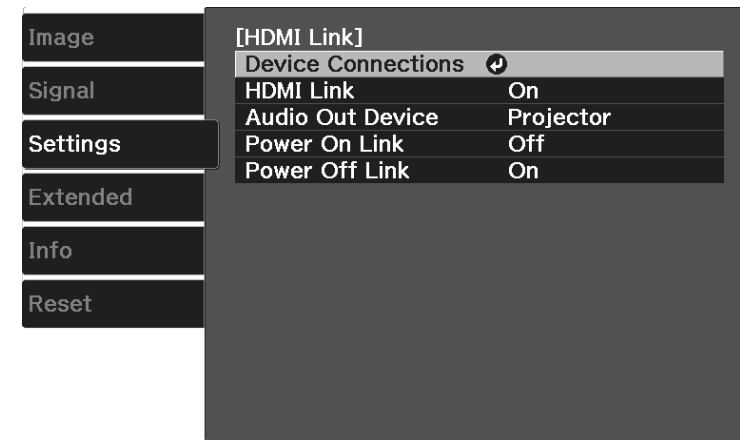 Image
Signal
Settings
Extended
Info
Reset
[HDMI Link]
Device Connections
HDMI Link On
Audio Out Device Projector
Power On Link Off
Power Off Link On